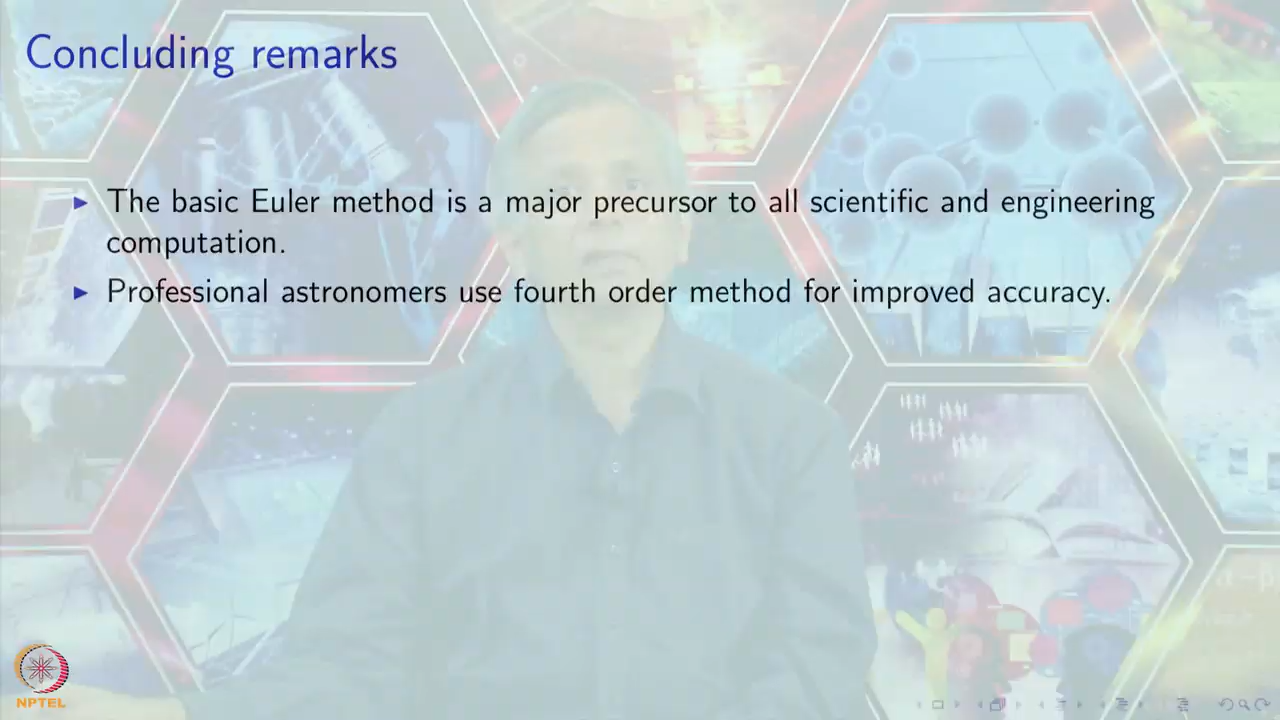 Concluding remarks
The basic Euler method is a major precursor to all scientific and engineering
computation.
Professional astronomers use fourth order method for improved accuracy.
NPTEL